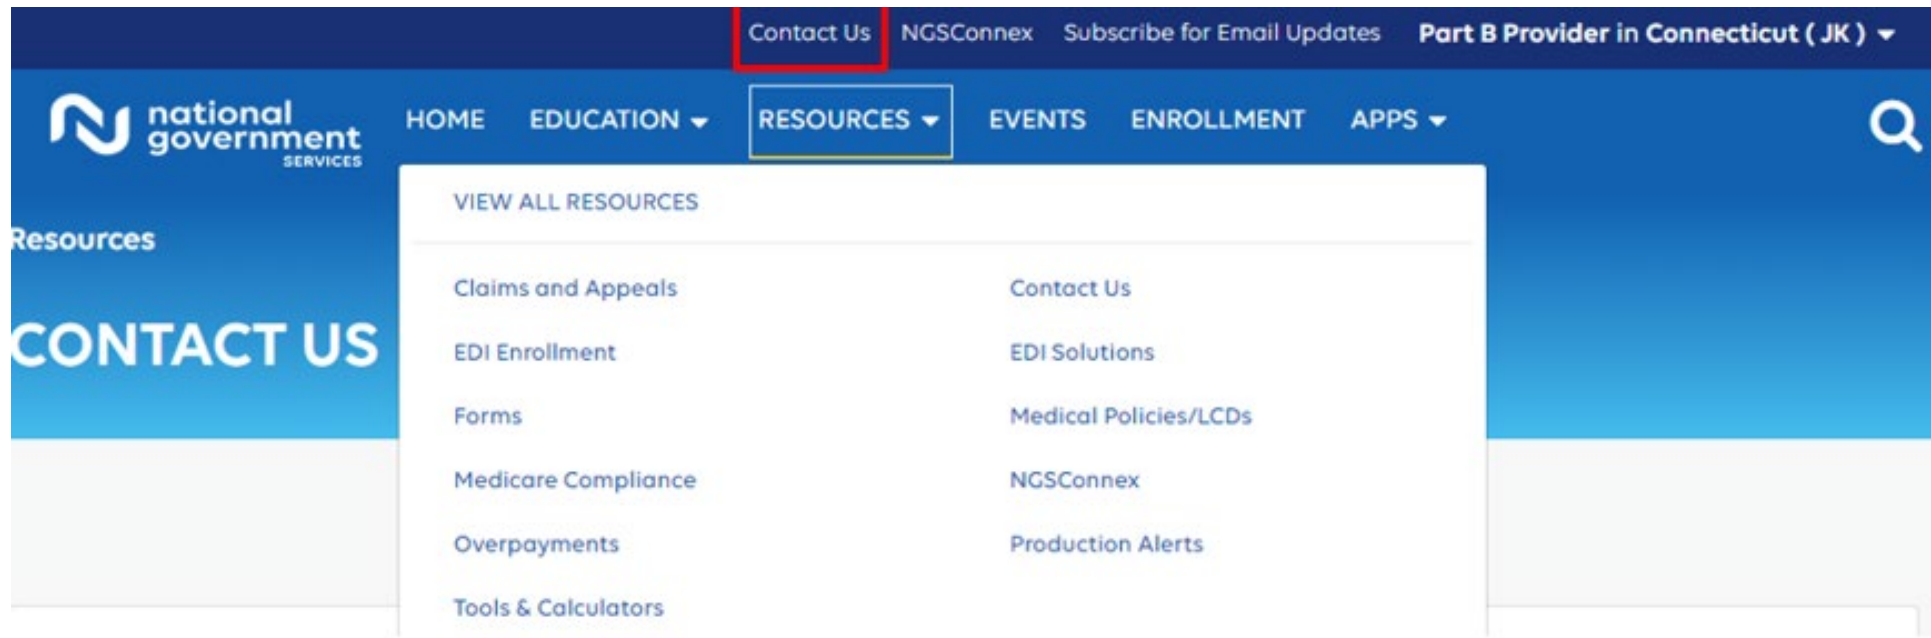 Contact Us NGSConnex Subscribe for Email Updates Part B Provider in Connecticut ( JK )
national
government
SERVICES
HOME EDUCATION RESOURCES EVENTS ENROLLMENT APPS
VIEW ALL RESOURCES
Resources
CONTACT US
Claims and Appeals Contact Us
EDI Enrollment EDI Solutions
Forms Medical Policies/LCDs
Medicare Compliance NGSConnex
Overpayments Production Alerts
Tools & Calculators